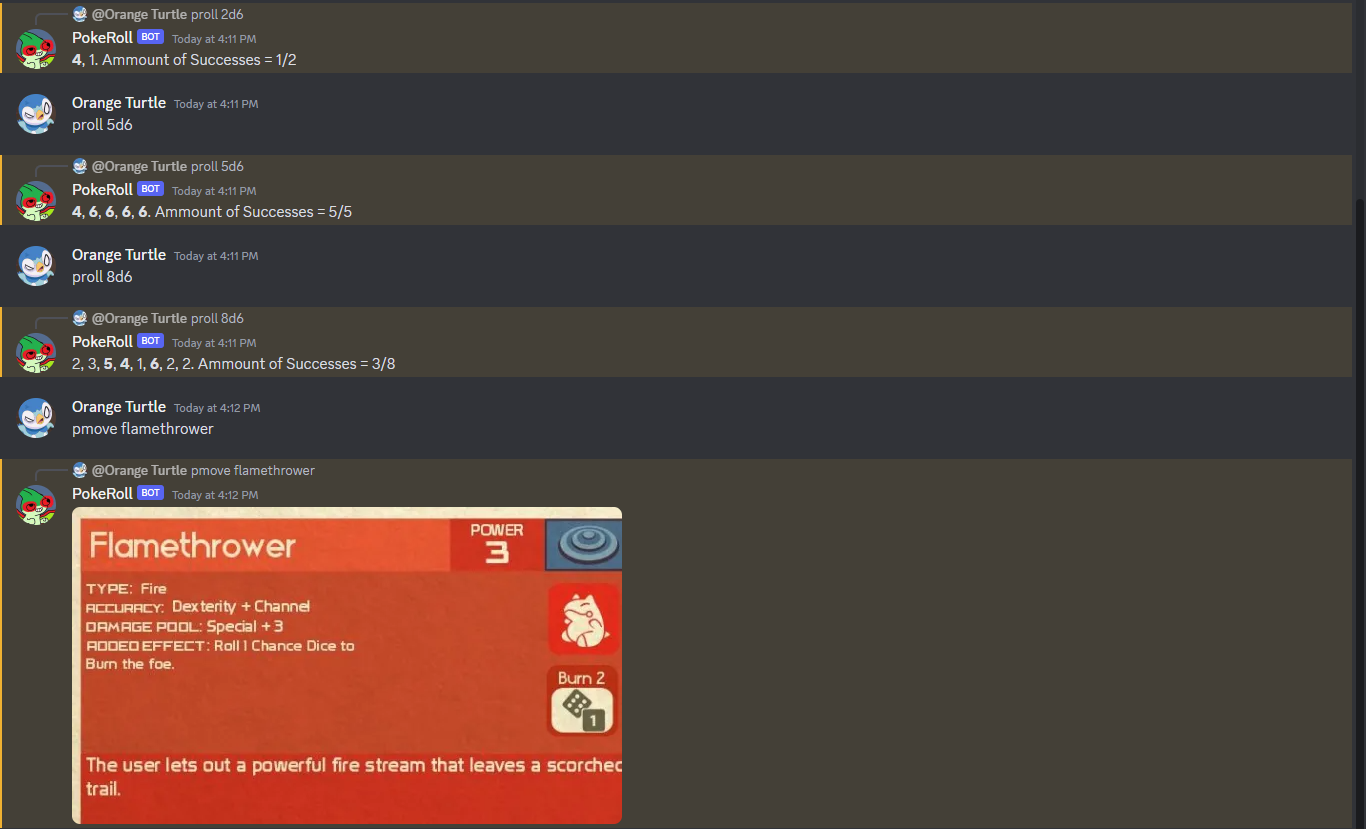 @Orange Turtle proll 2d6
PokeRoll BOT Today at 4:11 PM
4, 1. Ammount of Successes = 1/2
Orange Turtle Today at 4:11 PM
proll 5d6
@Orange Turtle proll 5d6
PokeRoll BOT Today at 4:11 PM
4, 6, 6, 6, 6. Ammount of Successes = 5/5
Orange Turtle Today at 4:11 PM
proll 8d6
@Orange Turtle proll 8d6
PokeRoll BOT Today at 4:11 PM
2, 3, 5, 4, 1, 6, 2, 2. Ammount of Successes = 3/8
Orange Turtle Today at 4:12 PM
pmove flamethrower
@Orange Turtle pmove flamethrower
PokeRoll BOT Today at 4:12 PM
Flamethrower
POWER
3
TYPE: Fire
ACCURACY: Dexterity + Channel
DAMAGE POOL: Special + 3
ADDED EFFECT: Roll 1 Chance Dice to
Burn the foe.
Burn 2
1
The user lets out a powerful fire stream that leaves a scorched
trail.